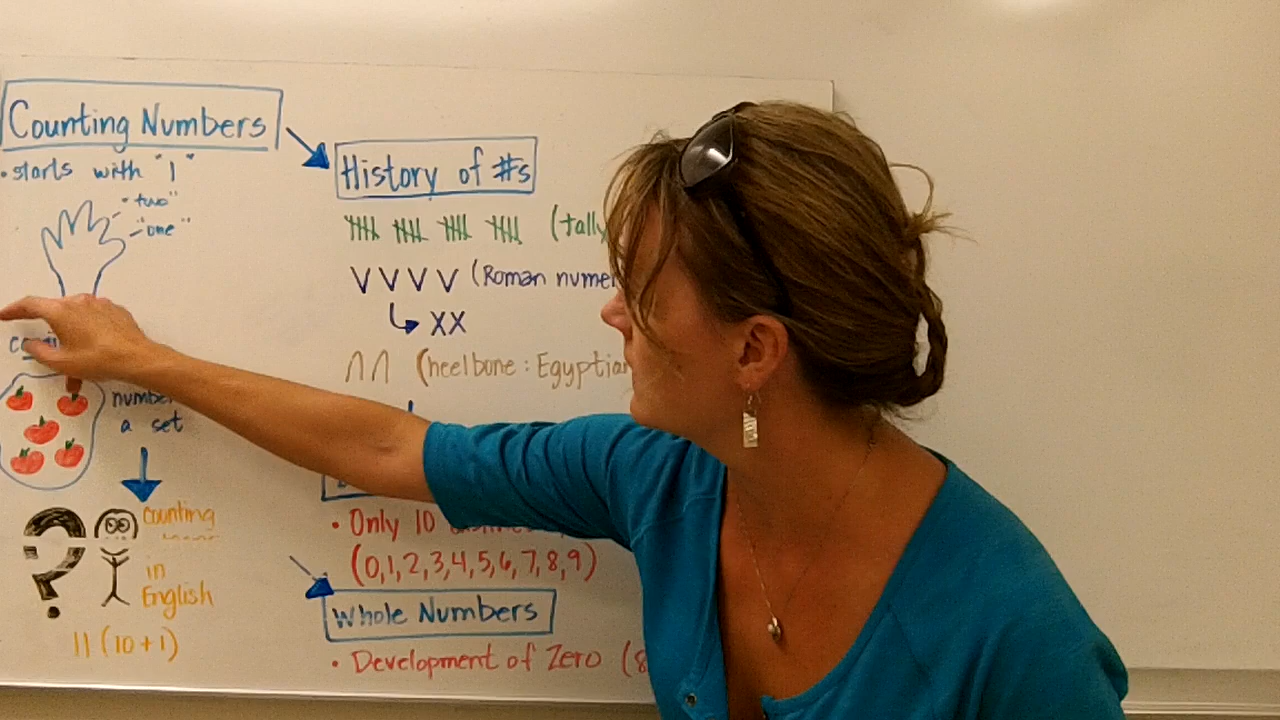 Counting Numbers
• starts with "1"
"two"
"one"
a set
counting
in
English
11 (10+1)
History of #s
(tally
V V V V (Roman nume
XX
∩∩ (heelbone : Egyptian
• Only 10
(0,1,2,3,4,5,6,7,8,9)
Whole Numbers
• Development of Zero (8